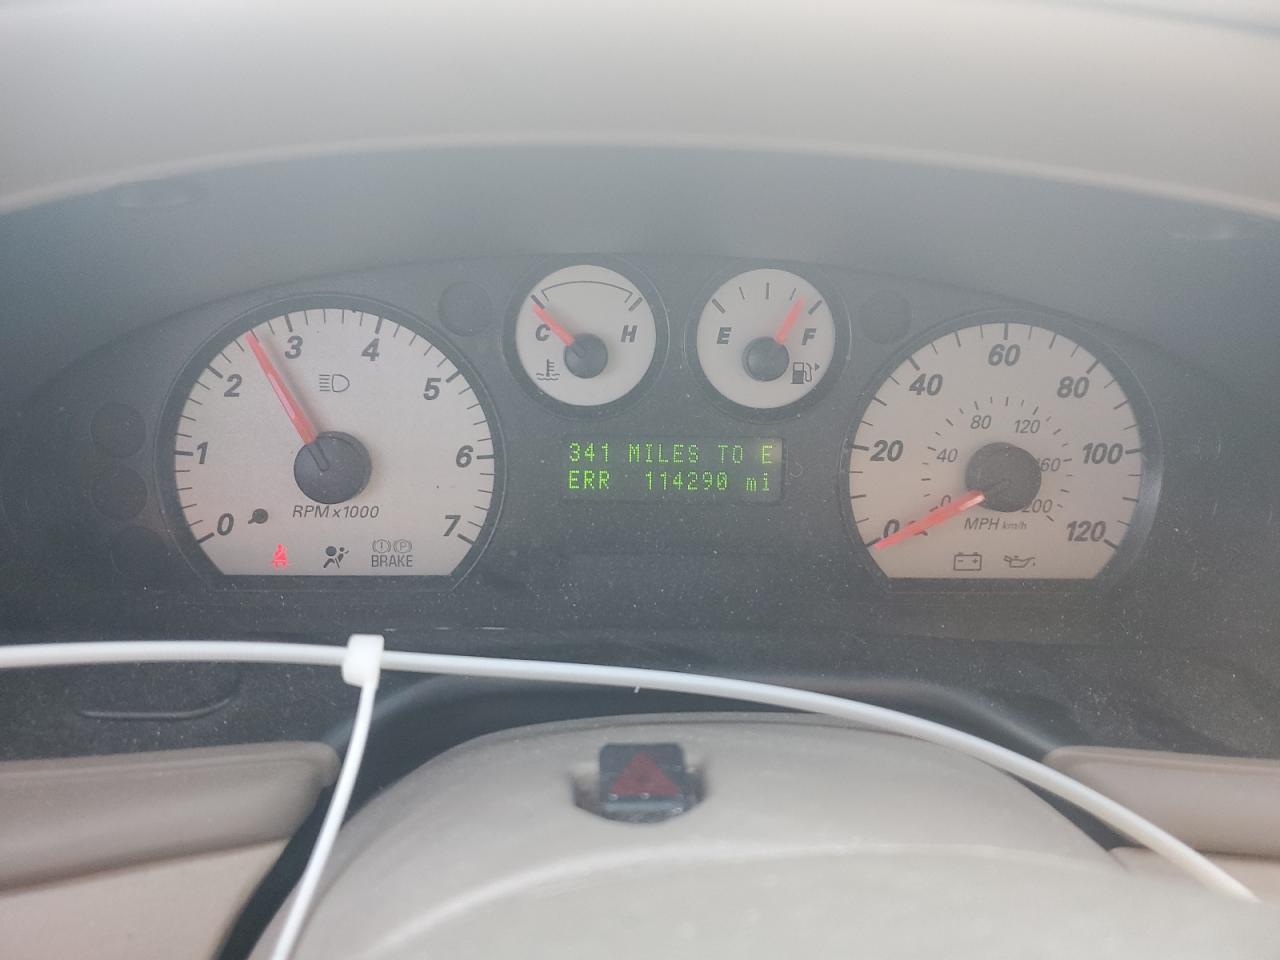 0 1 2 3 4 5 6 7
RPM x1000
BRAKE
C H
E F
341 MILES TO E
ERR 114290 mi
0 20 40 60 80 100 120
0 40 80 120 160 200
MPH km/h